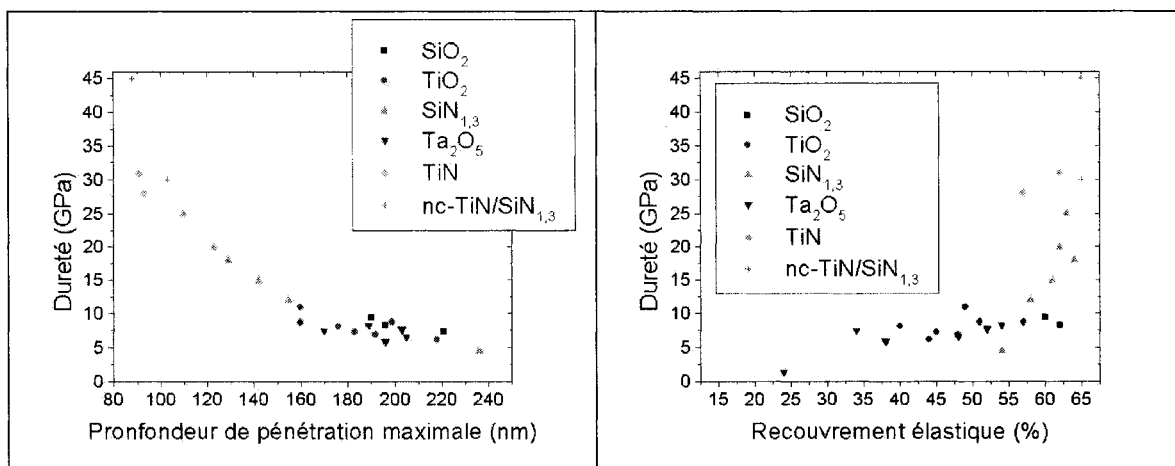 SiO2
TiO2
SiN1,3
Ta2O5
TiN
nc-TiN/SiN1,3
Dureté (GPa)
45
40
35
30
25
20
15
10
5
0
80 100 120 140 160 180 200 220 240
Pronfondeur de pénétration maximale (nm)
SiO2
TiO2
SiN1,3
Ta2O5
TiN
nc-TiN/SiN1,3
Dureté (GPa)
45
40
35
30
25
20
15
10
5
0
15 20 25 30 35 40 45 50 55 60 65
Recouvrement élastique (%)